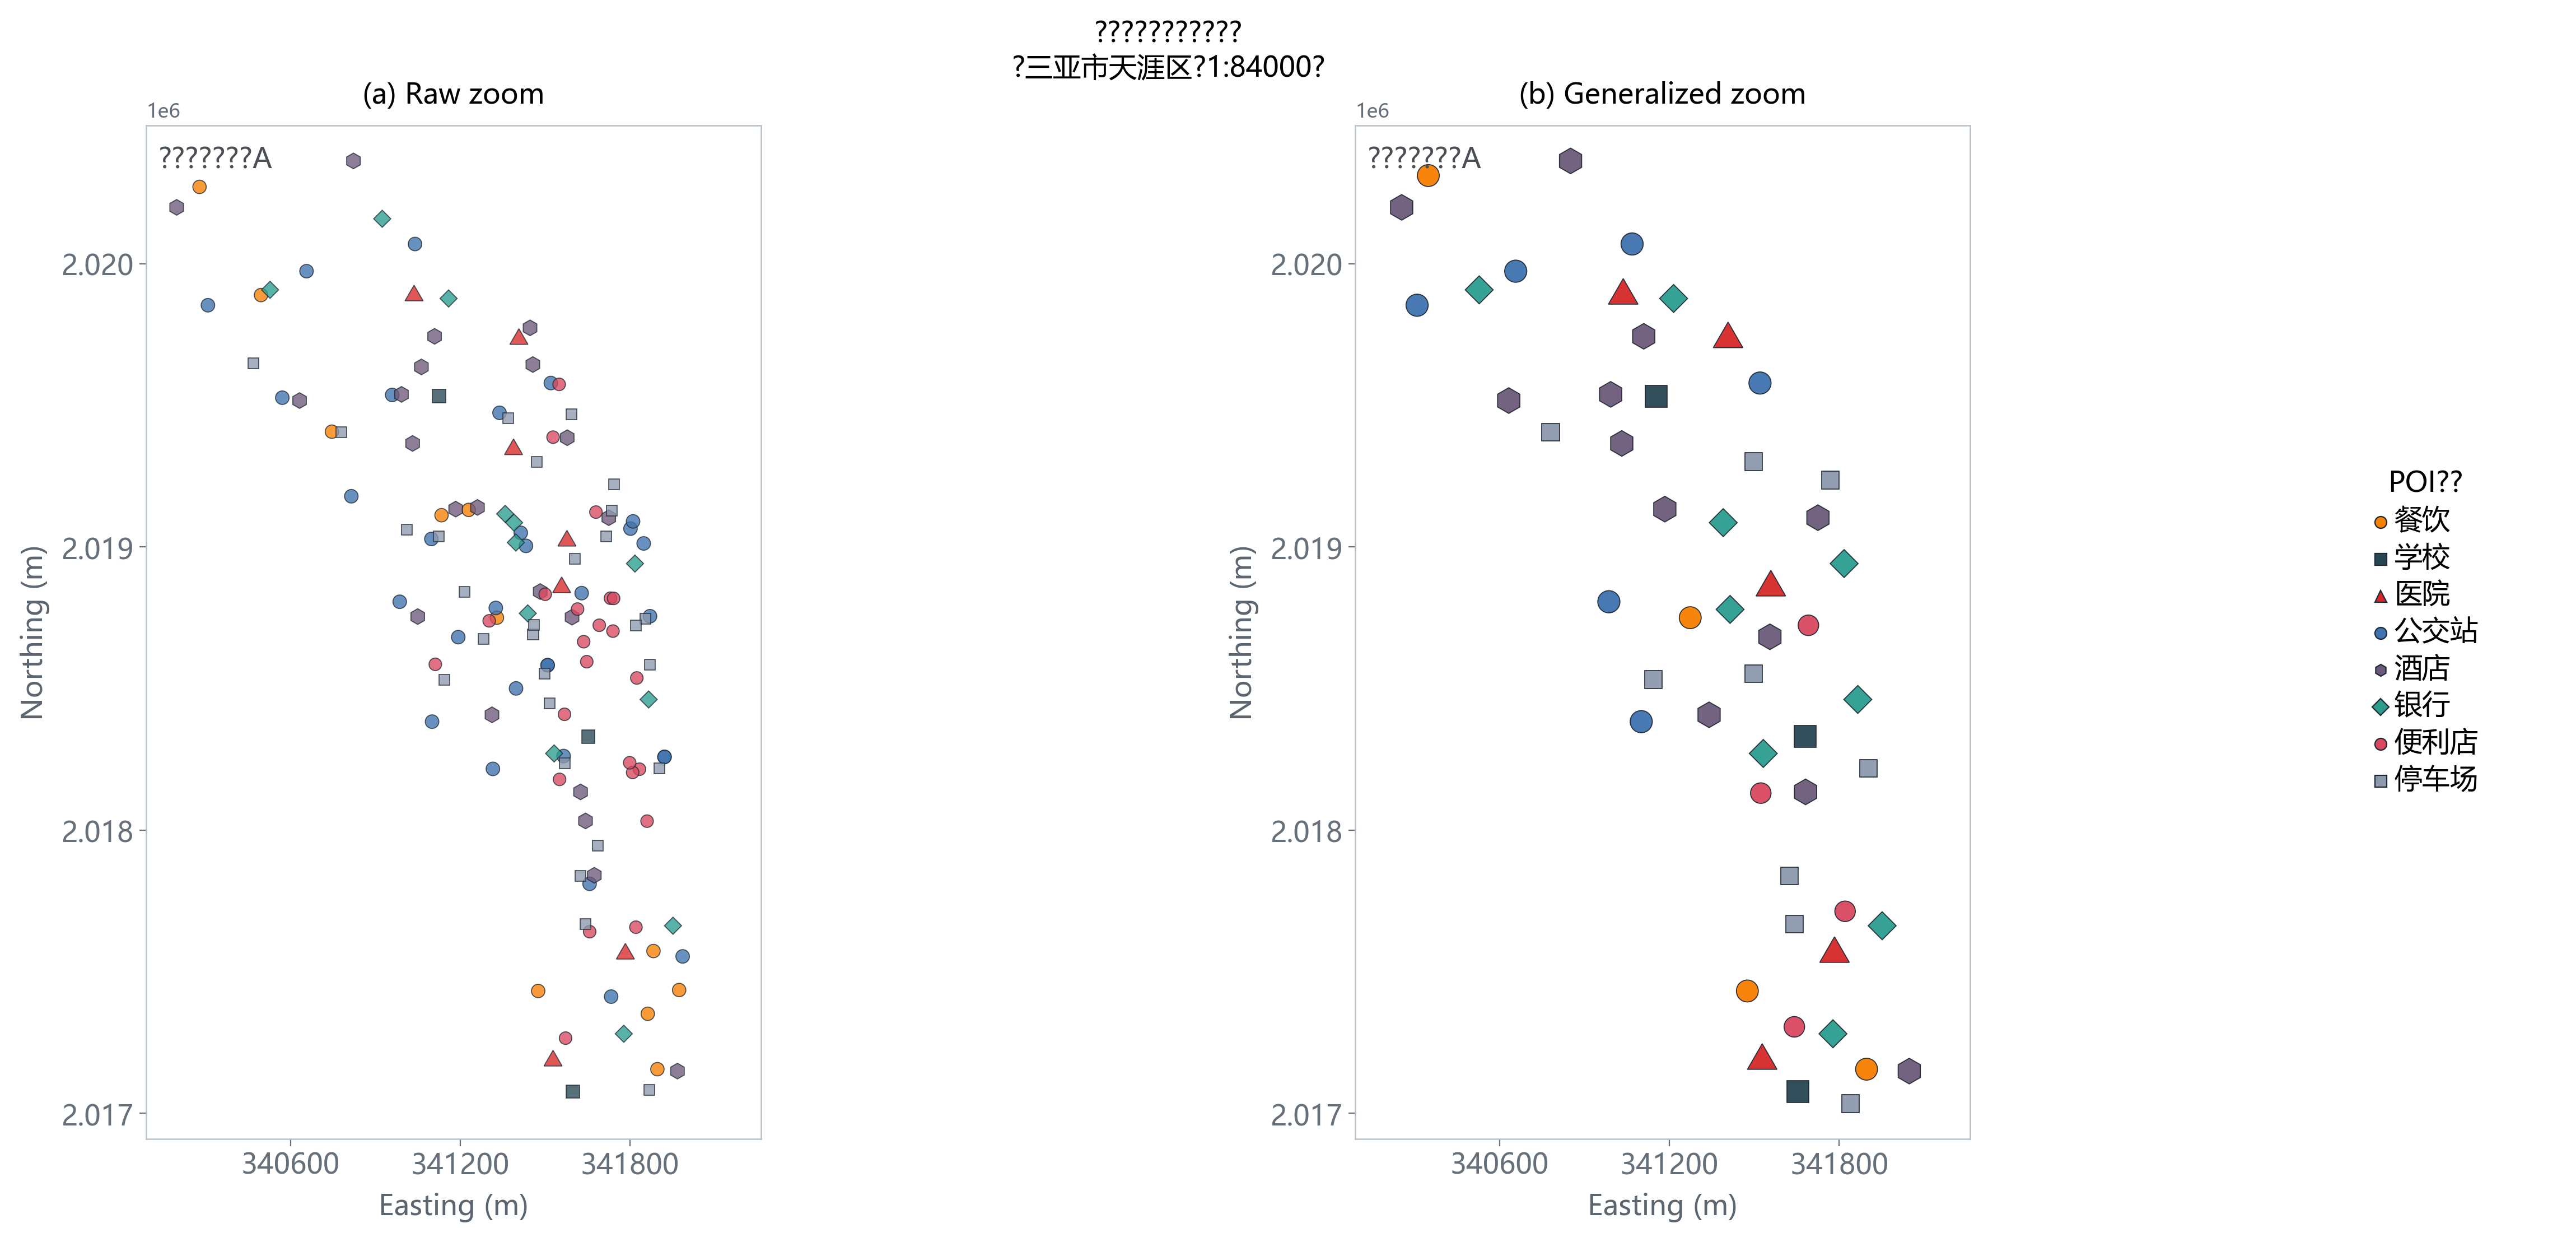 ???????????
?三亚市天涯区?1:84000?
(a) Raw zoom
1e6
???????A
2.020
2.019
2.018
2.017
Northing (m)
340600 341200 341800
Easting (m)
(b) Generalized zoom
1e6
???????A
2.020
2.019
2.018
2.017
Northing (m)
340600 341200 341800
Easting (m)
POI??
餐饮
学校
医院
公交站
酒店
银行
便利店
停车场